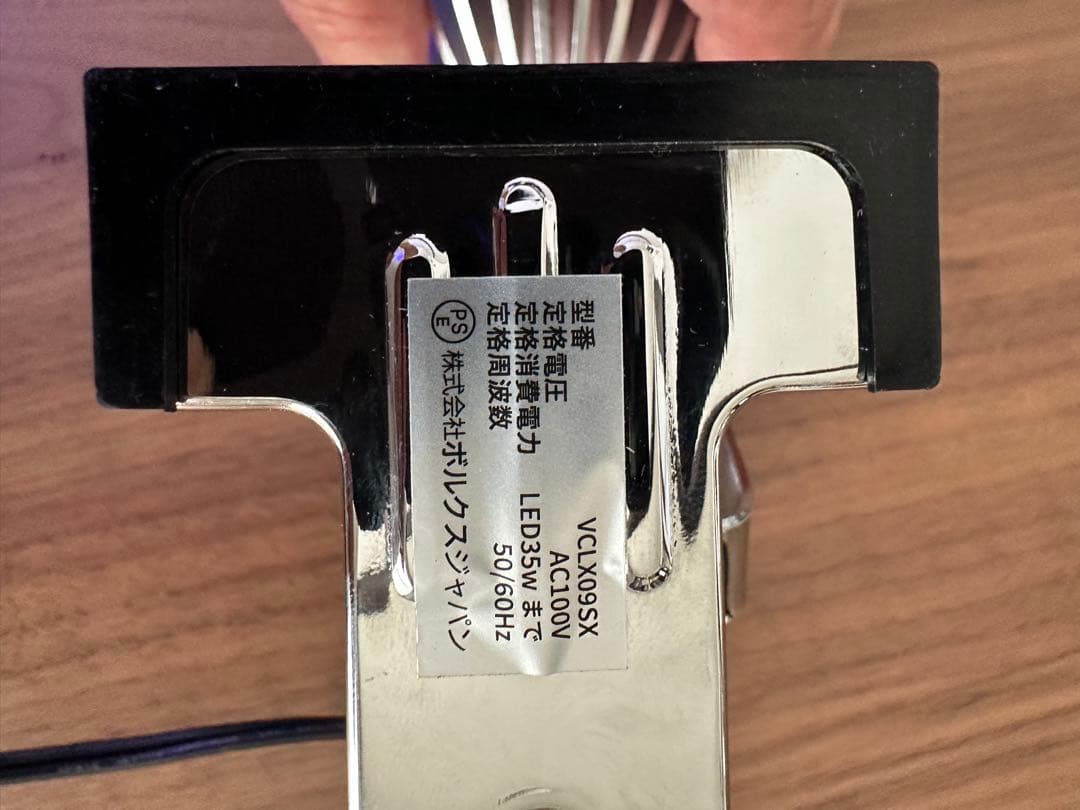 型番 VCLX09SX
定格電圧 AC100V
定格消費電力 LED35w まで
定格周波数 50/60Hz
PSE 株式会社ボルクスジャパン